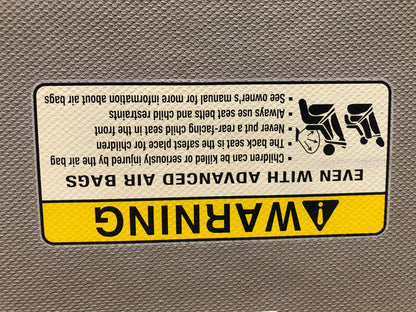 WARNING
EVEN WITH ADVANCED AIR BAGS
• Children can be killed or seriously injured by the air bag
• The back seat is the safest place for children
• Never put a rear-facing child seat in the front
• Always use seat belts and child restraints
• See owner's manual for more information about air bags